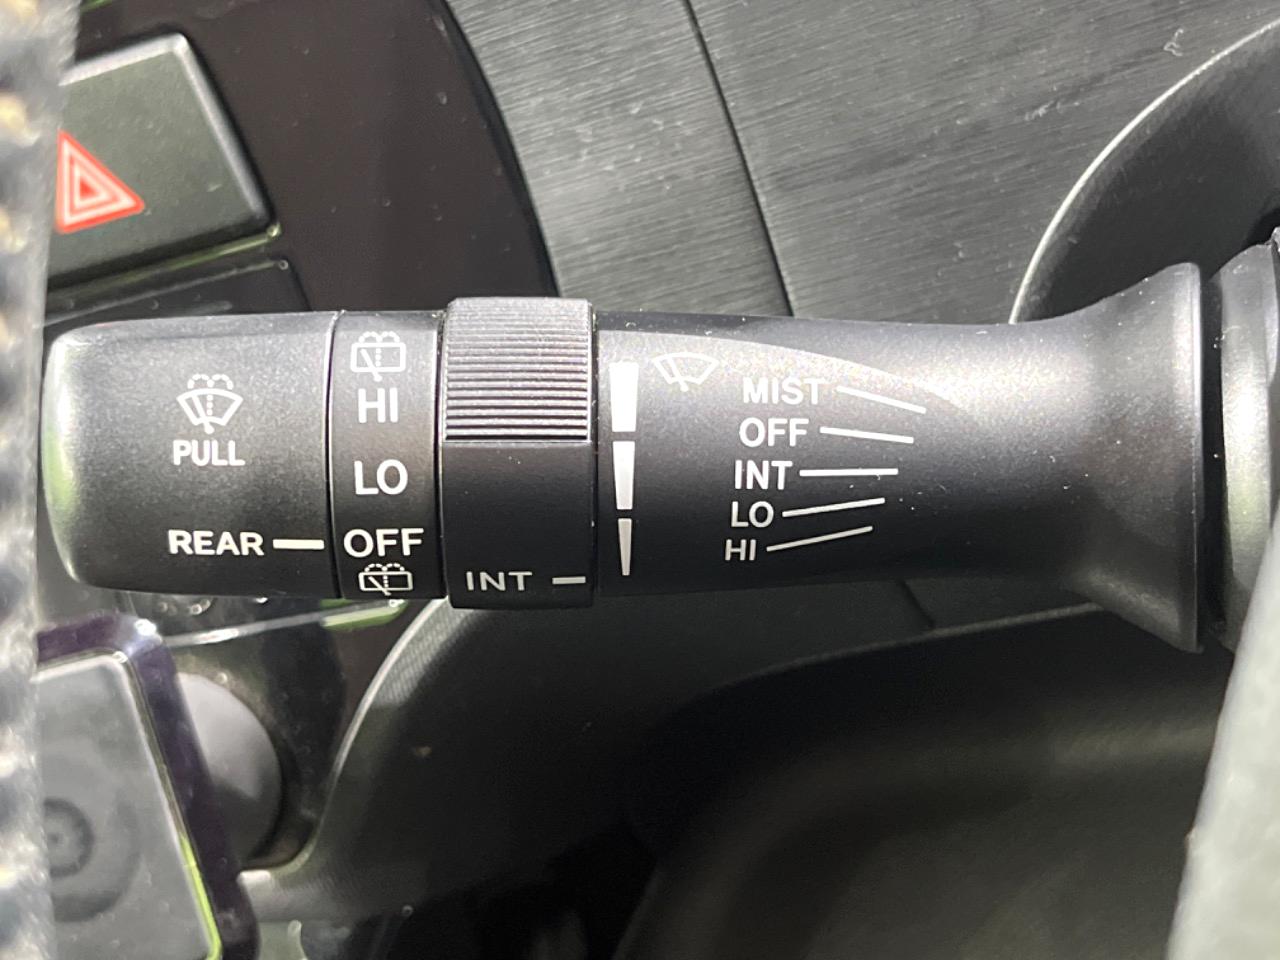 PULL
REAR
HI
LO
OFF
INT
MIST
OFF
INT
LO
HI